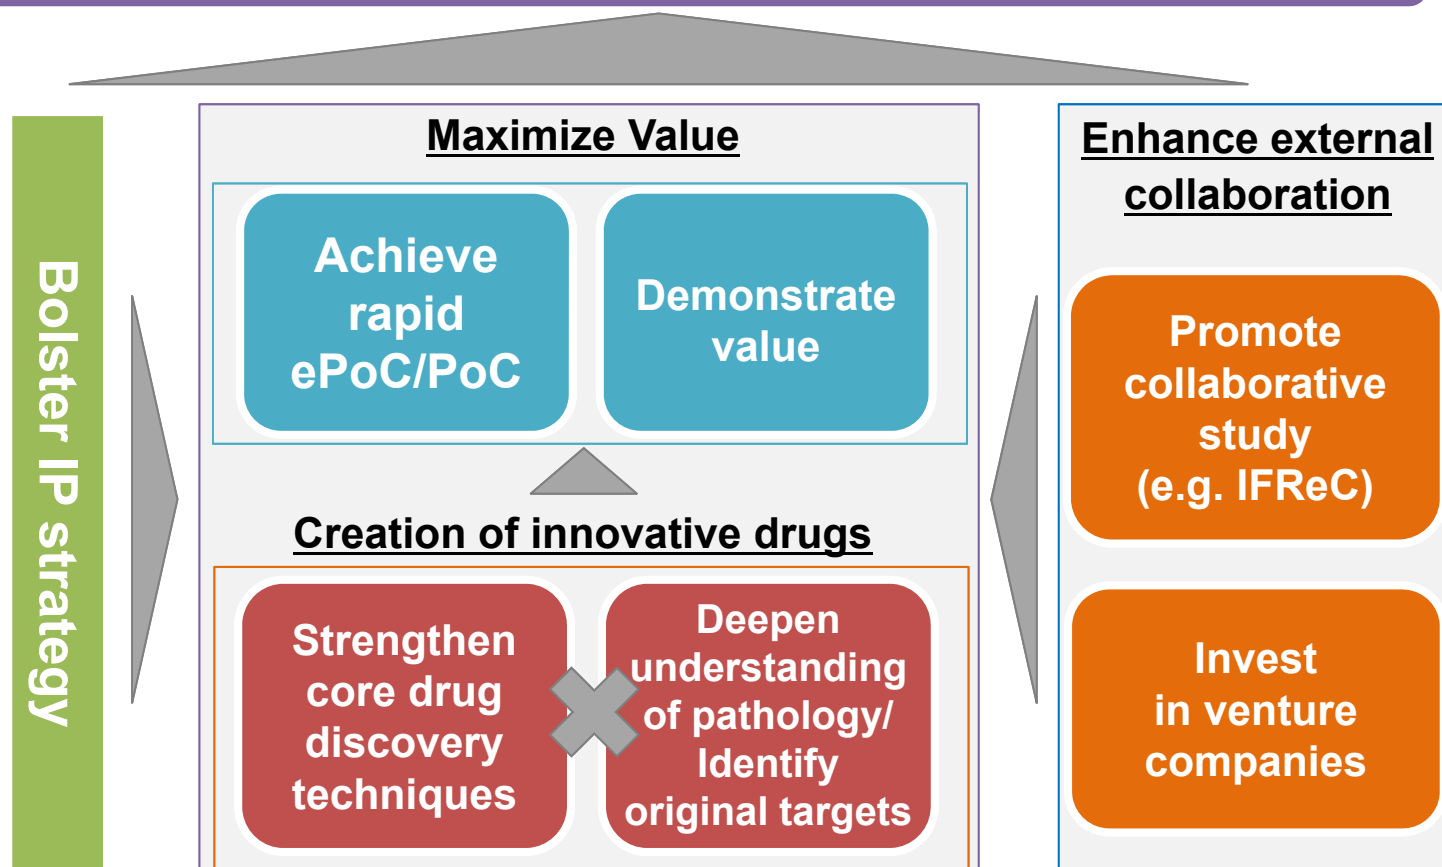 Bolster IP strategy
Maximize Value
Achieve
rapid
ePoC/PoC
Demonstrate
value
Creation of innovative drugs
Strengthen
core drug
discovery
techniques
Deepen
understanding
of pathology/
Identify
original targets
Enhance external
collaboration
Promote
collaborative
study
(e.g. IFReC)
Invest
in venture
companies